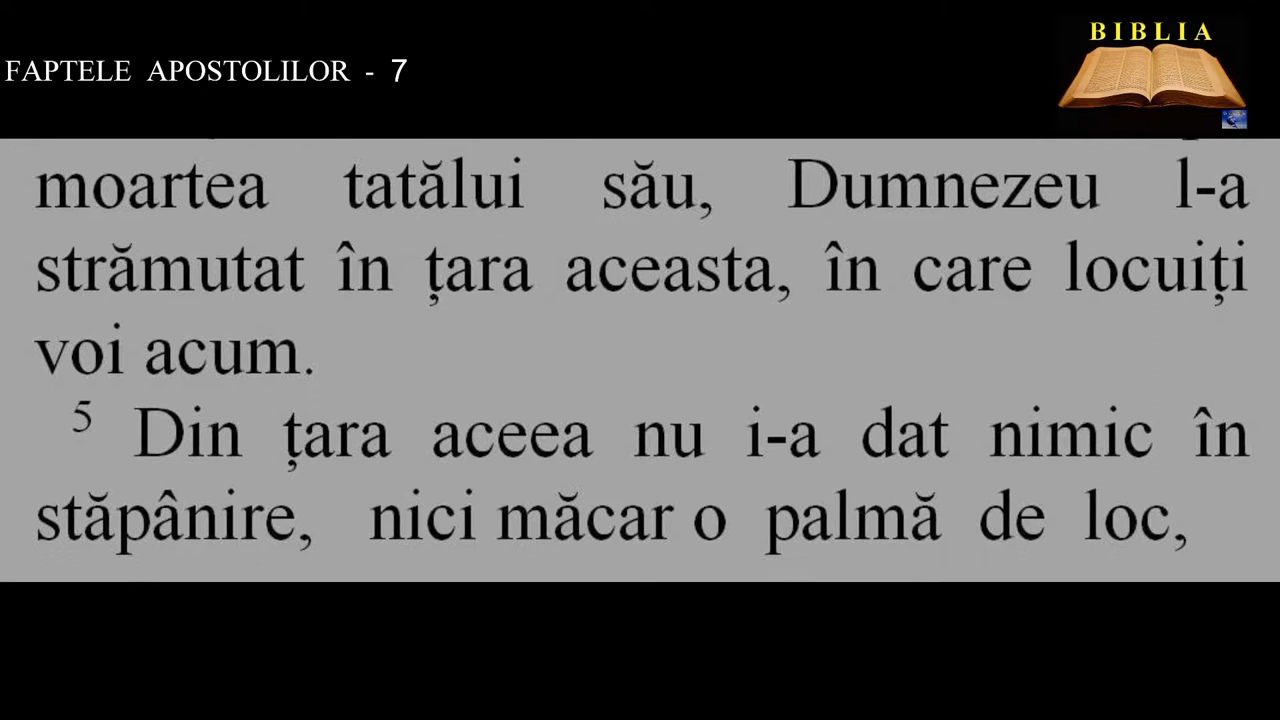 BIBLIA
FAPTELE APOSTOLILOR - 7
moartea tatălui său, Dumnezeu l-a
strămutat în țara aceasta, în care locuiți
voi acum.
5 Din țara aceea nu i-a dat nimic în
stăpânire, nici măcar o palmă de loc,